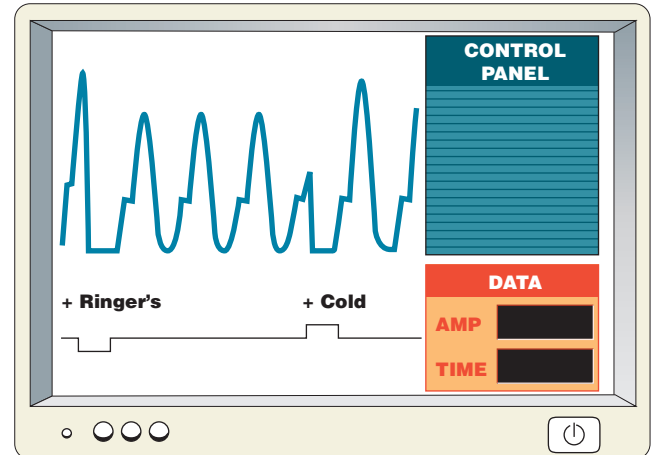 CONTROL
PANEL
+ Ringer's
+ Cold
DATA
AMP
TIME